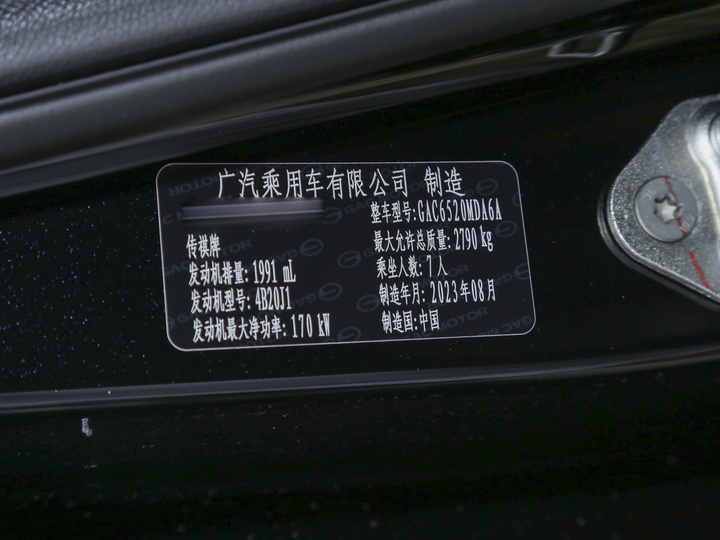 广汽乘用车有限公司 制造
整车型号:GAC6520MDA6A
传祺牌
最大允许总质量:2790 kg
发动机排量:1991 mL
乘坐人数:7人
发动机型号:4B20J1
制造年月:2023年08月
发动机最大净功率:170 kW
制造国:中国